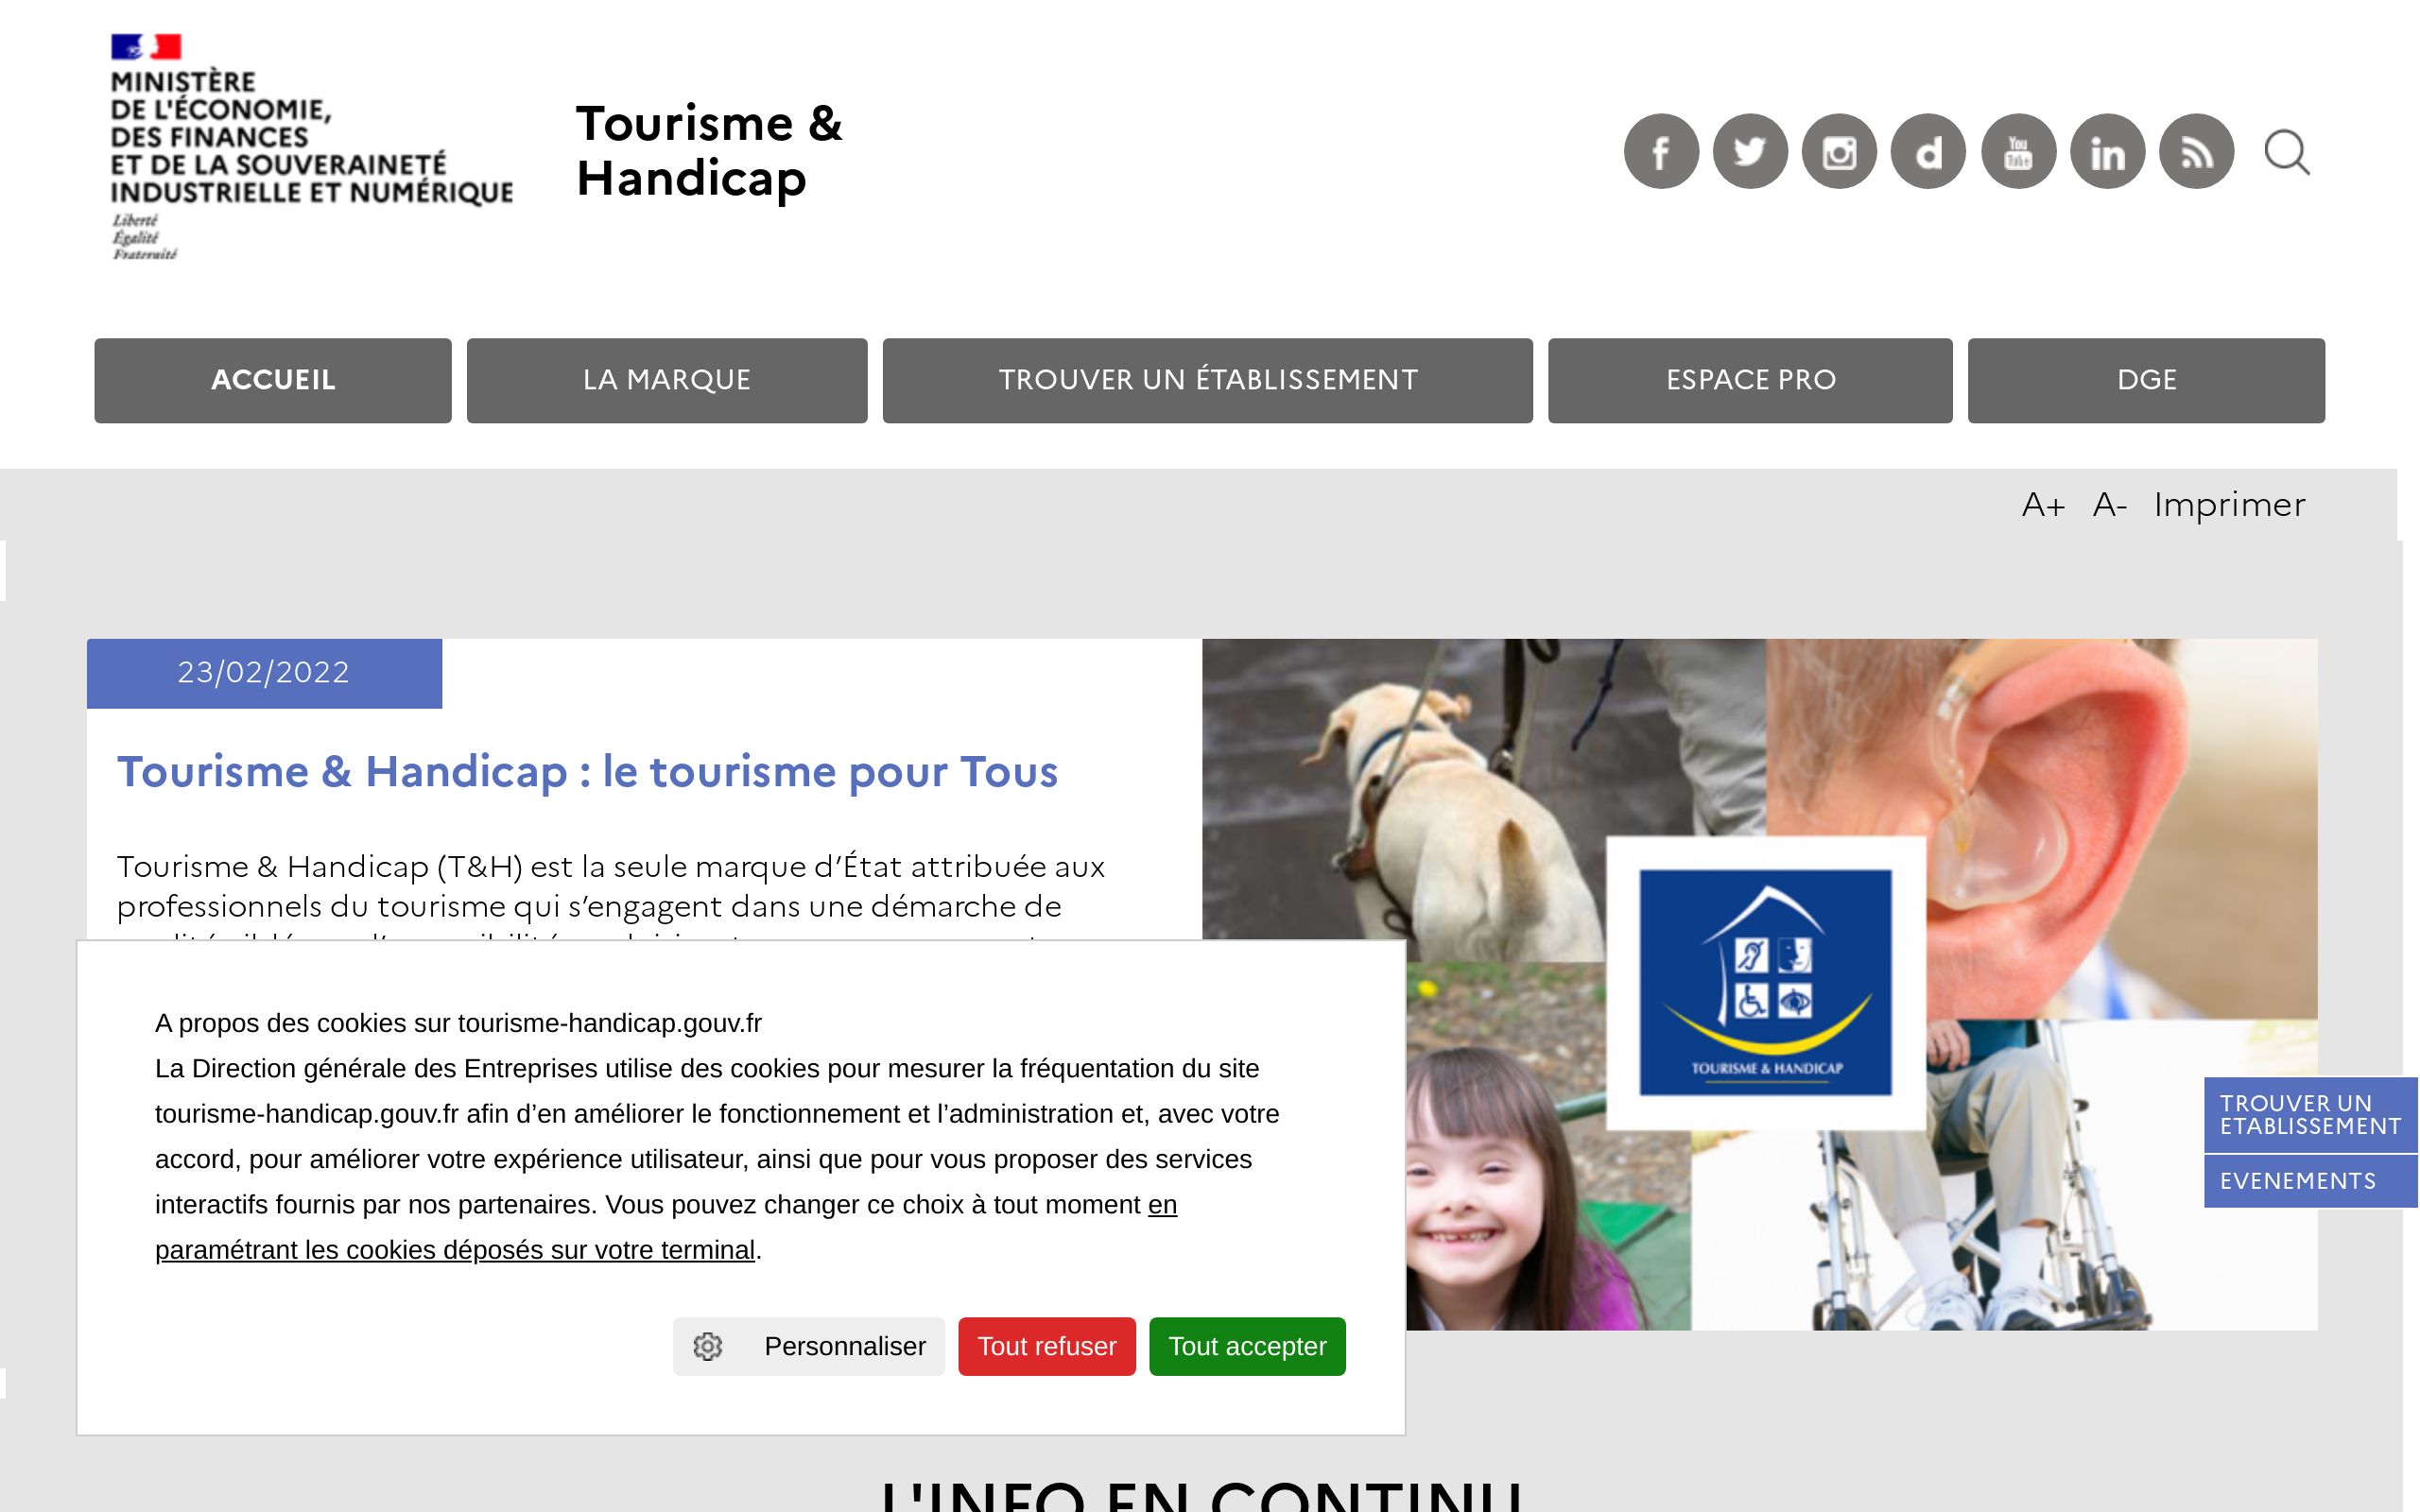 MINISTÈRE
DE L'ÉCONOMIE,
DES FINANCES
ET DE LA SOUVERAINETÉ
INDUSTRIELLE ET NUMÉRIQUE
Liberté
Égalité
Fraternité
Tourisme &
Handicap
You
Tube
ACCUEIL
LA MARQUE
TROUVER UN ÉTABLISSEMENT
ESPACE PRO
DGE
A+ A- Imprimer
23/02/2022
Tourisme & Handicap : le tourisme pour Tous
Tourisme & Handicap (T&H) est la seule marque d’État attribuée aux
professionnels du tourisme qui s’engagent dans une démarche de
TOURISME & HANDICAP
TROUVER UN
ETABLISSEMENT
EVENEMENTS
A propos des cookies sur tourisme-handicap.gouv.fr
La Direction générale des Entreprises utilise des cookies pour mesurer la fréquentation du site
tourisme-handicap.gouv.fr afin d’en améliorer le fonctionnement et l’administration et, avec votre
accord, pour améliorer votre expérience utilisateur, ainsi que pour vous proposer des services
interactifs fournis par nos partenaires. Vous pouvez changer ce choix à tout moment en
paramétrant les cookies déposés sur votre terminal.
Personnaliser
Tout refuser
Tout accepter
L'INFO EN CONTINU